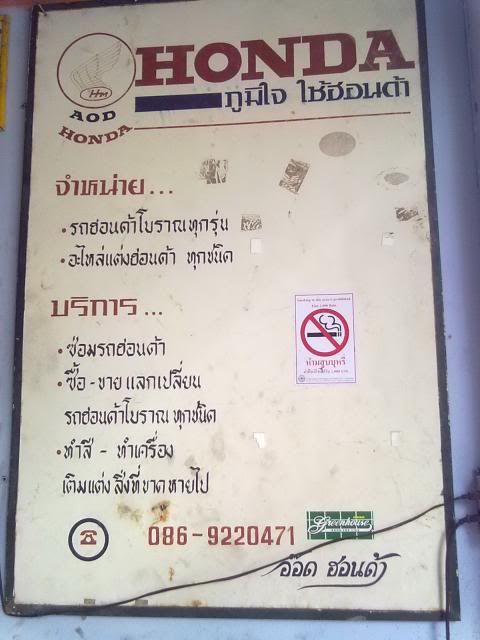 HONDA
HM
AOD
HONDA
ภูมิใจ ใช้ฮอนด้า
จำหน่าย...
• รถฮอนด้าโบราณทุกรุ่น
• อะไหล่แต่งฮอนด้า ทุกชนิด
บริการ...
• ซ่อมรถฮอนด้า
• ซื้อ - ขาย แลกเปลี่ยน
รถฮอนด้าโบราณ ทุกชนิด
• ทำสี - ทำเครื่อง
เติมแต่ง สิ่งที่ขาดหายไป
ห้ามสูบบุหรี่
086-9220471
Greenhouse
อ๊อด ฮอนด้า